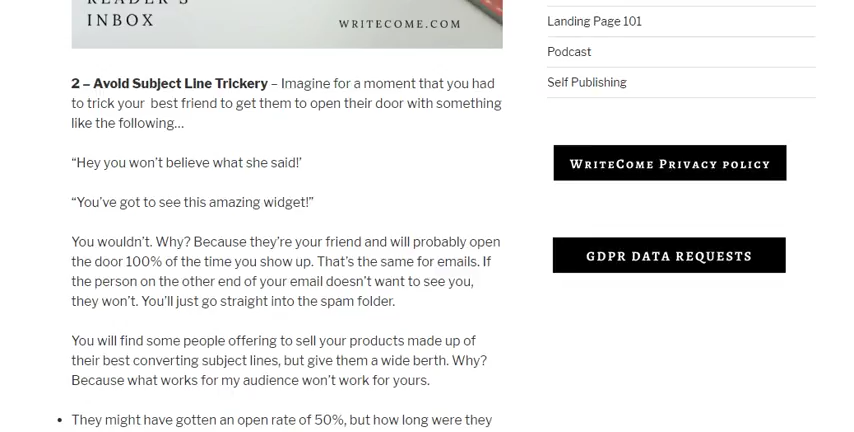 READER'S
INBOX
WRITECOME.COM
2 – Avoid Subject Line Trickery – Imagine for a moment that you had
to trick your best friend to get them to open their door with something
like the following…
“Hey you won’t believe what she said!’
“You’ve got to see this amazing widget!”
You wouldn’t. Why? Because they’re your friend and will probably open
the door 100% of the time you show up. That’s the same for emails. If
the person on the other end of your email doesn’t want to see you,
they won’t. You’ll just go straight into the spam folder.
You will find some people offering to sell your products made up of
their best converting subject lines, but give them a wide berth. Why?
Because what works for my audience won’t work for yours.
• They might have gotten an open rate of 50%, but how long were they
Landing Page 101
Podcast
Self Publishing
WriteCome Privacy policy
GDPR DATA REQUESTS